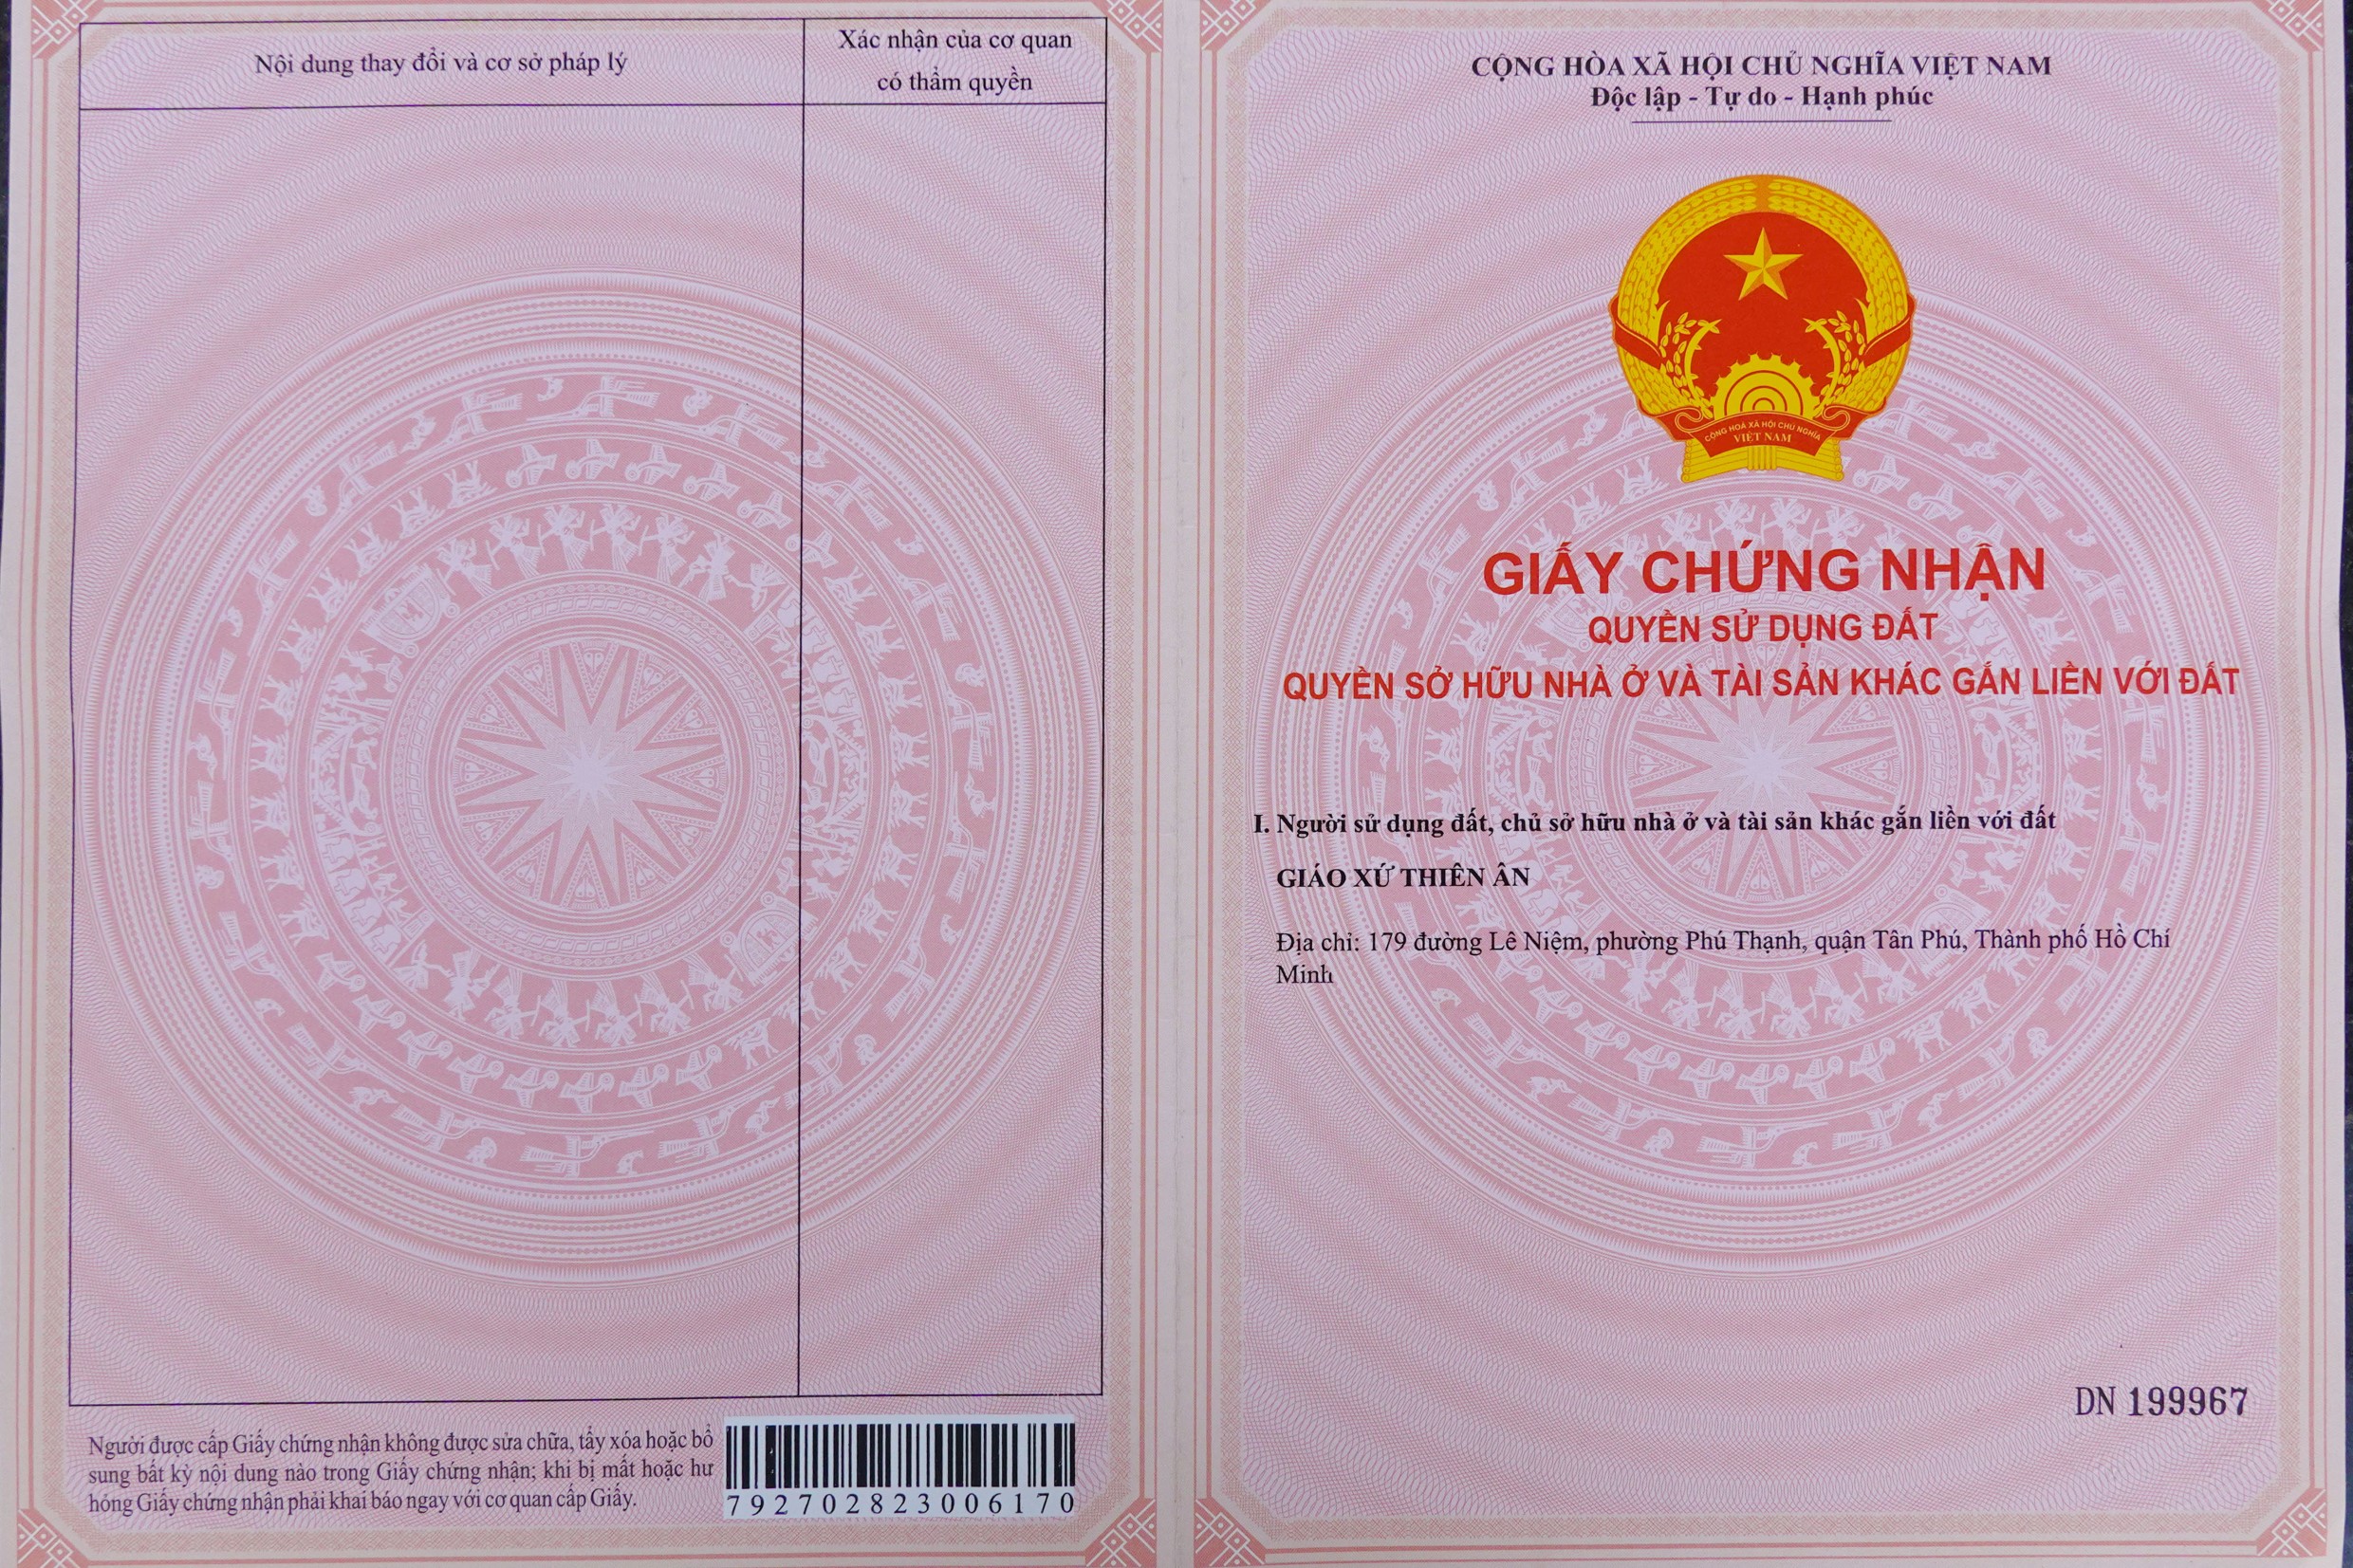 Nội dung thay đổi và cơ sở pháp lý
Xác nhận của cơ quan
có thẩm quyền
Người được cấp Giấy chứng nhận không được sửa chữa, tẩy xóa hoặc bổ
sung bất kỳ nội dung nào trong Giấy chứng nhận; khi bị mất hoặc hư
hỏng Giấy chứng nhận phải khai báo ngay với cơ quan cấp Giấy.
792702823006170
CỘNG HÒA XÃ HỘI CHỦ NGHĨA VIỆT NAM
Độc lập - Tự do - Hạnh phúc
CỘNG HOÀ XÃ HỘI CHỦ NGHĨA
VIỆT NAM
GIẤY CHỨNG NHẬN
QUYỀN SỬ DỤNG ĐẤT
QUYỀN SỞ HỮU NHÀ Ở VÀ TÀI SẢN KHÁC GẮN LIỀN VỚI ĐẤT
I. Người sử dụng đất, chủ sở hữu nhà ở và tài sản khác gắn liền với đất
GIÁO XỨ THIÊN ÂN
Địa chỉ: 179 đường Lê Niệm, phường Phú Thạnh, quận Tân Phú, Thành phố Hồ Chí
Minh
DN 199967